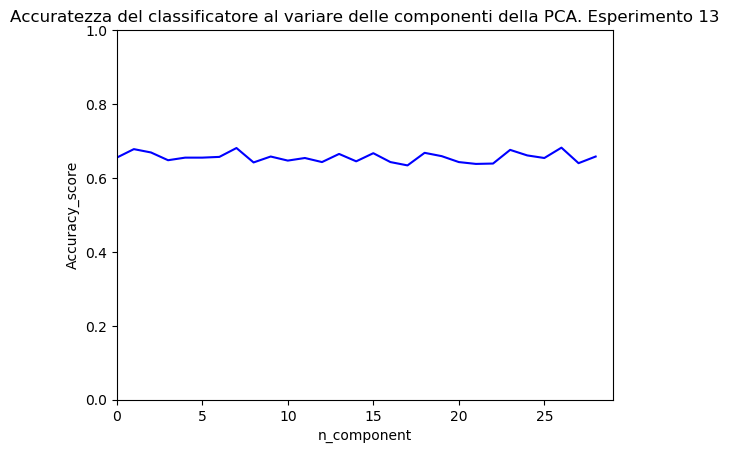 Accuratezza del classificatore al variare delle componenti della PCA. Esperimento 13
1.0
0.8
0.6
0.4
0.2
0.0
Accuracy_score
0 5 10 15 20 25
n_component